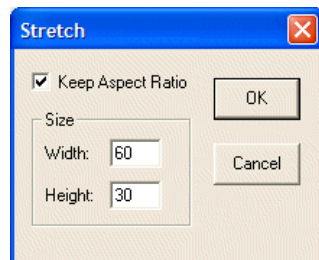 Stretch
Keep Aspect Ratio
OK
Size
Width: 60
Cancel
Height: 30